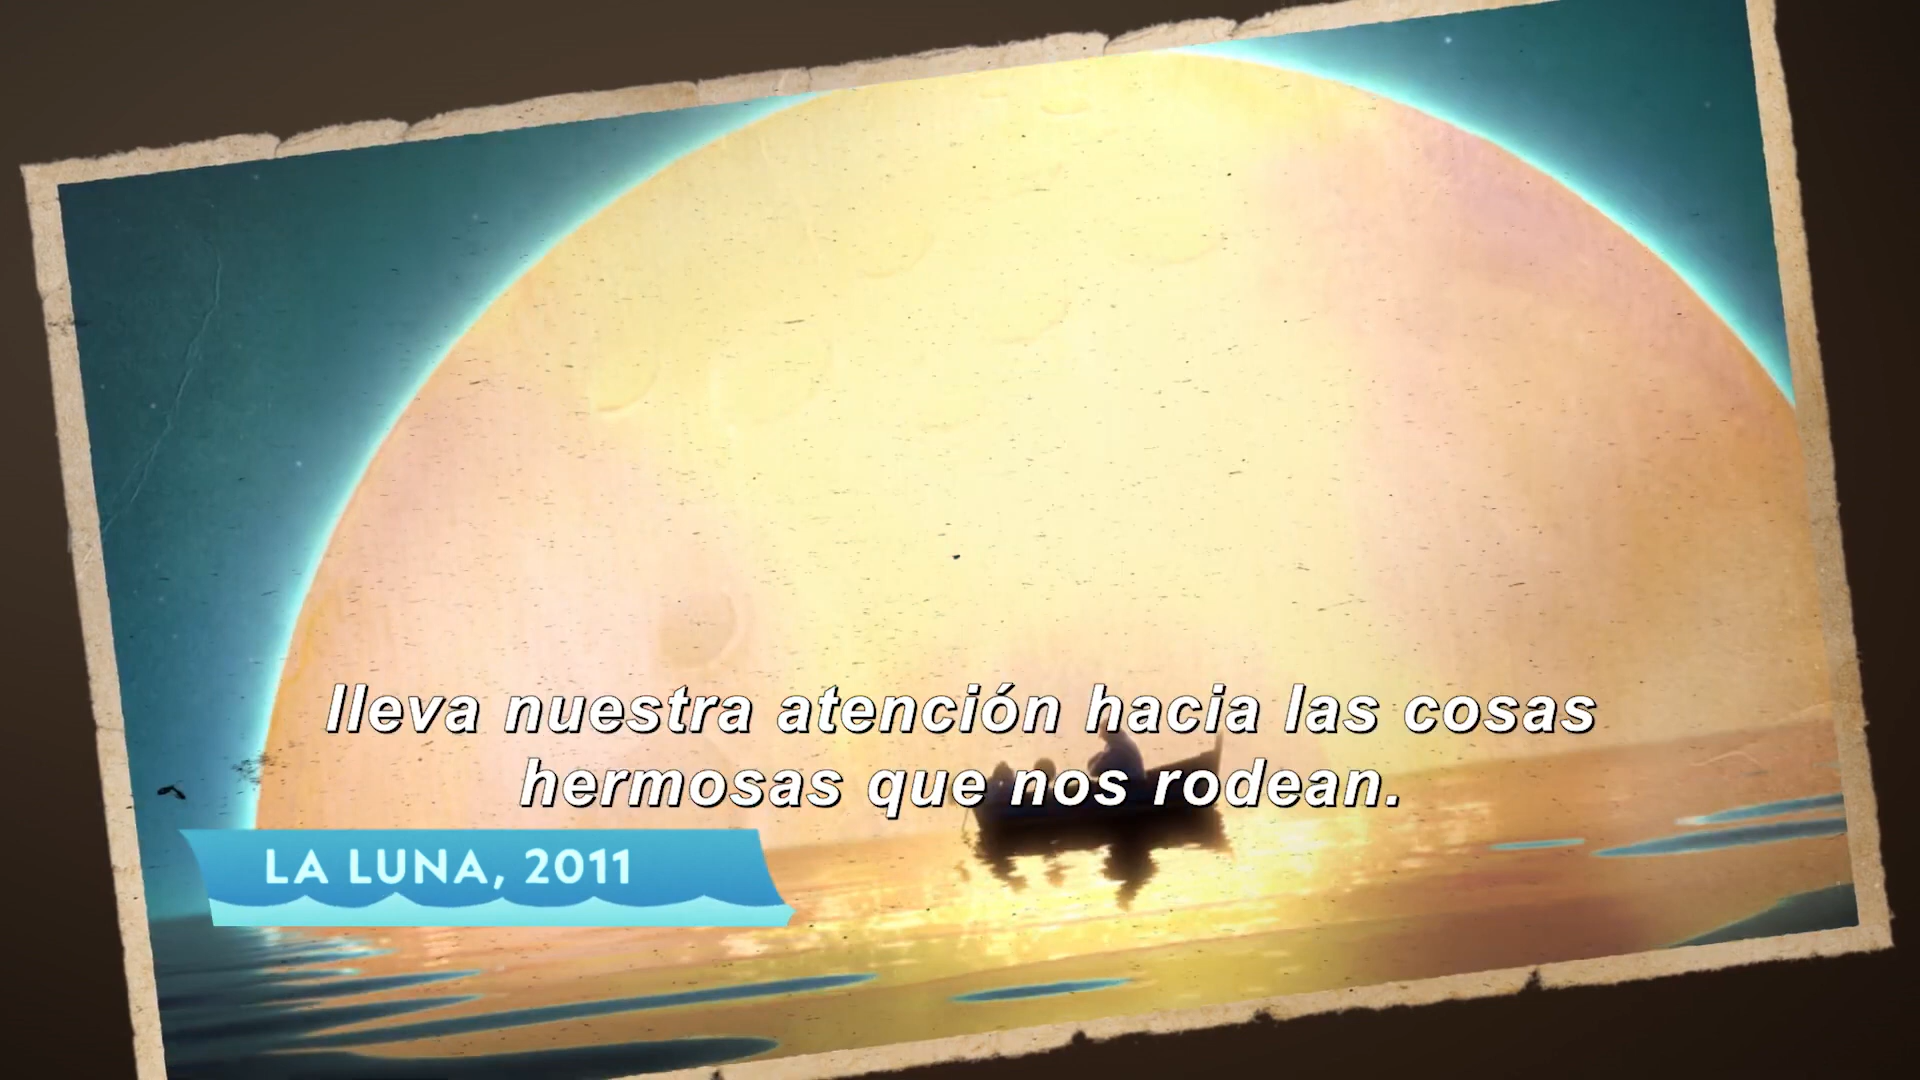 lleva nuestra atención hacia las cosas
hermosas que nos rodean.
LA LUNA, 2011